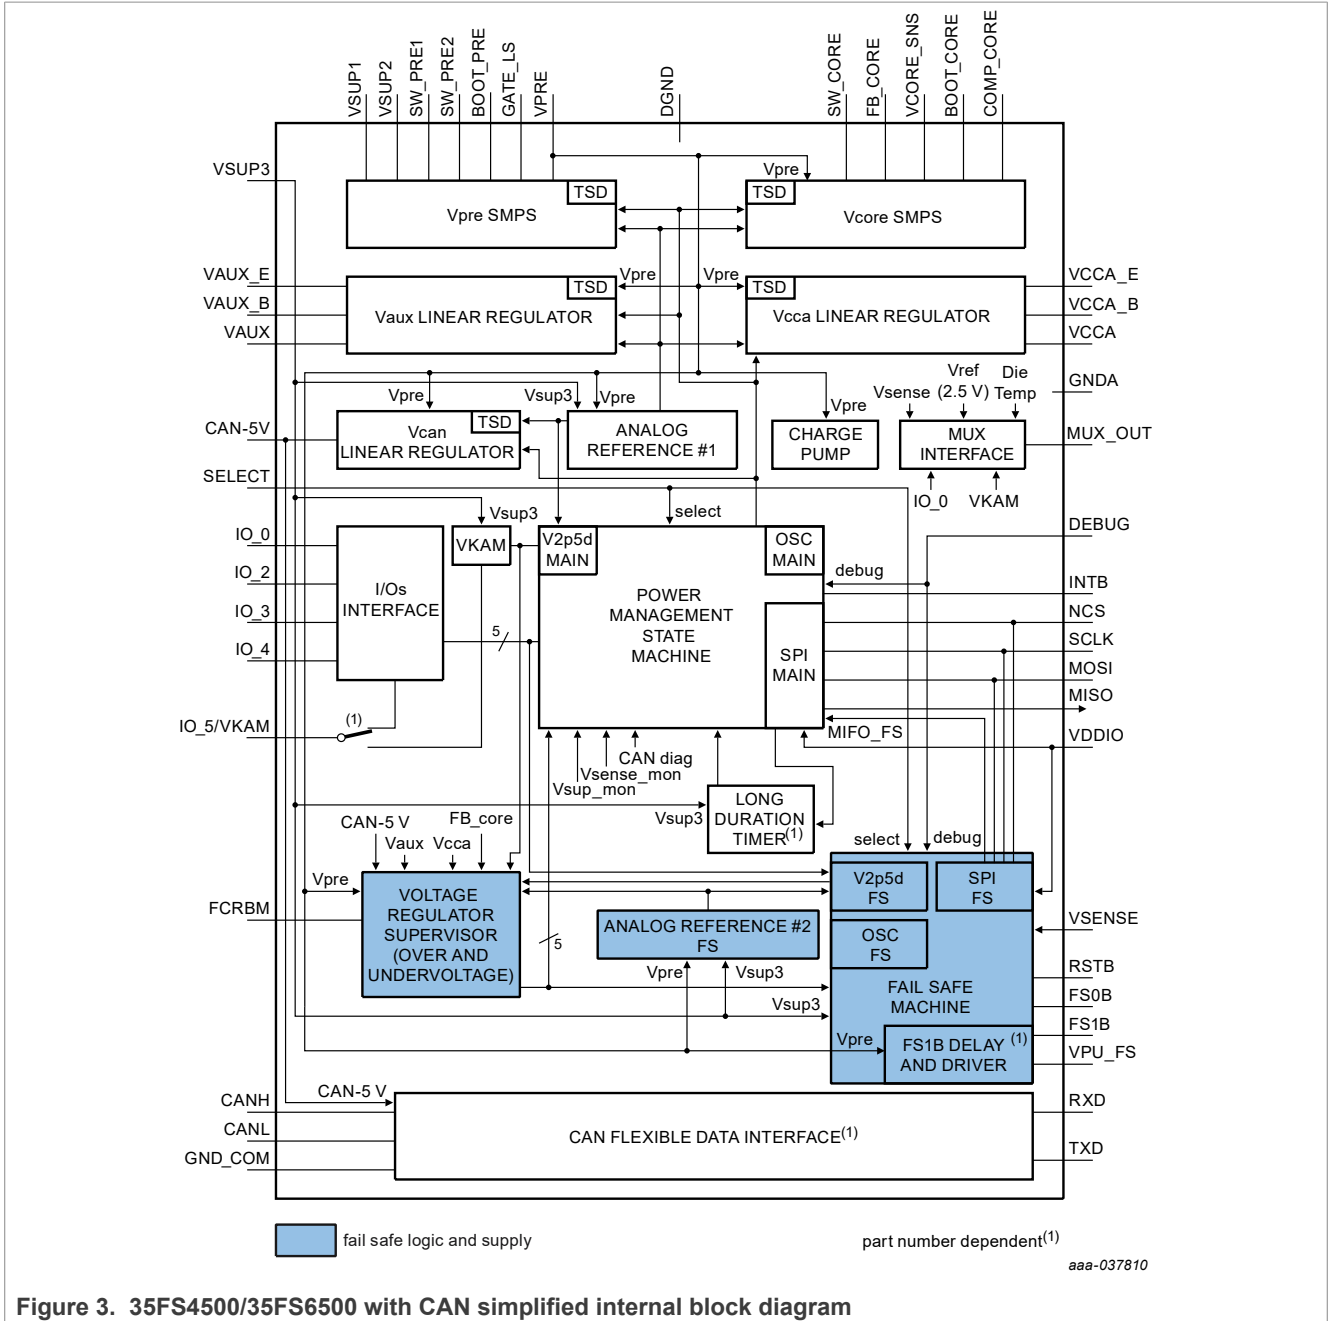 VSUP1
VSUP2
SW_PRE1
SW_PRE2
BOOT_PRE
GATE_LS
VPRE
DGND
SW_CORE
FB_CORE
VCORE_SNS
BOOT_CORE
COMP_CORE
VSUP3
Vpre
TSD
Vpre SMPS
TSD
Vcore SMPS
VAUX_E
VAUX_B
VAUX
Vpre
Vpre
TSD
Vaux LINEAR REGULATOR
TSD
Vcca LINEAR REGULATOR
VCCA_E
VCCA_B
VCCA
GNDA
Vpre
Vsup3
Vpre
Vpre
Vsense
Vref
(2.5 V)
Die
Temp
CAN-5V
TSD
Vcan
LINEAR REGULATOR
ANALOG
REFERENCE #1
CHARGE
PUMP
MUX
INTERFACE
MUX_OUT
SELECT
IO_0
VKAM
Vsup3
select
DEBUG
IO_0
IO_2
IO_3
IO_4
I/Os
INTERFACE
VKAM
V2p5d
MAIN
OSC
MAIN
debug
INTB
NCS
SCLK
MOSI
MISO
POWER
MANAGEMENT
STATE
MACHINE
SPI
MAIN
5
IO_5/VKAM
(1)
MIFO_FS
VDDIO
CAN diag
Vsense_mon
Vsup_mon
Vsup3
LONG
DURATION
TIMER(1)
CAN-5 V
Vaux
Vcca
FB_core
select
debug
Vpre
FCRBM
VOLTAGE
REGULATOR
SUPERVISOR
(OVER AND
UNDERVOLTAGE)
5
ANALOG REFERENCE #2
FS
Vpre
Vsup3
Vsup3
V2p5d
FS
SPI
FS
OSC
FS
FAIL SAFE
MACHINE
VSENSE
RSTB
FS0B
FS1B
VPU_FS
Vpre
FS1B DELAY (1)
AND DRIVER
CAN-5 V
CANH
CANL
GND_COM
CAN FLEXIBLE DATA INTERFACE(1)
RXD
TXD
fail safe logic and supply
part number dependent(1)
aaa-037810
Figure 3. 35FS4500/35FS6500 with CAN simplified internal block diagram